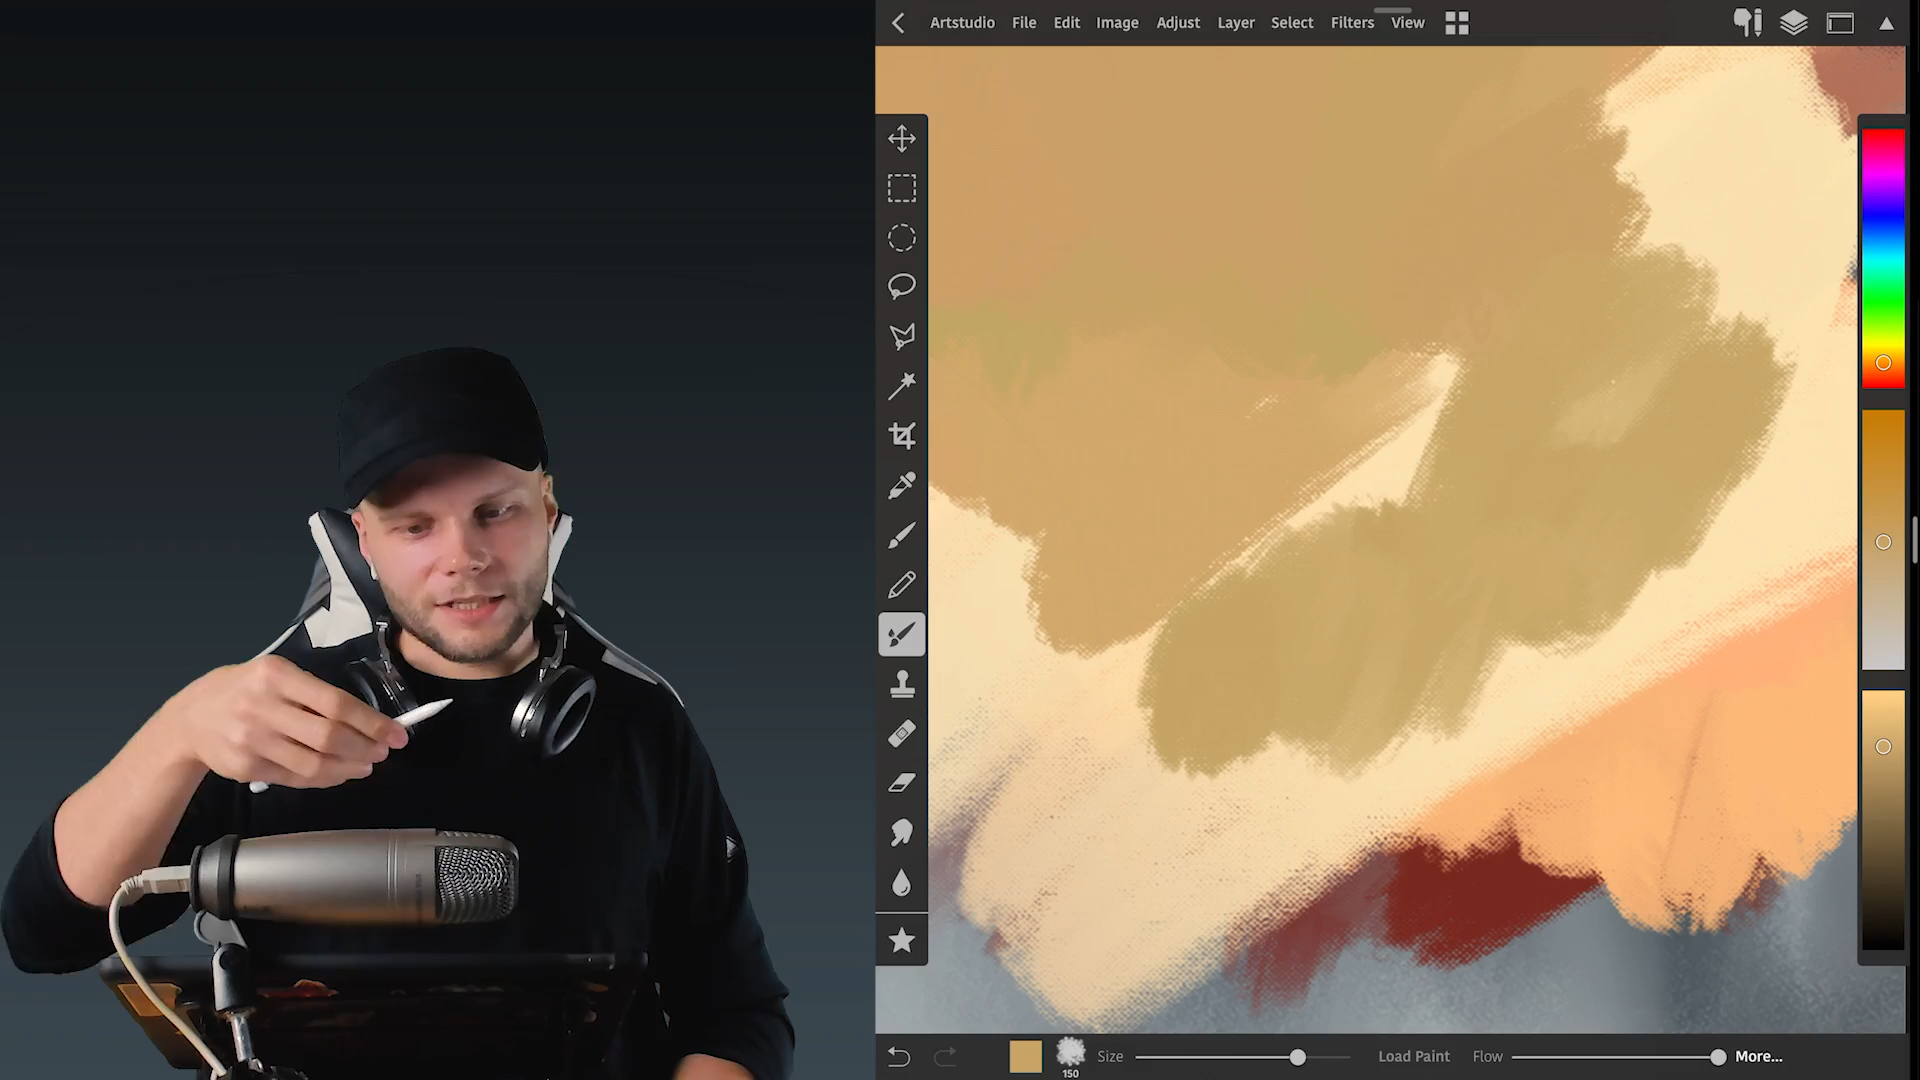 Artstudio File Edit Image Adjust Layer Select Filters View
150 Size Load Paint Flow More...